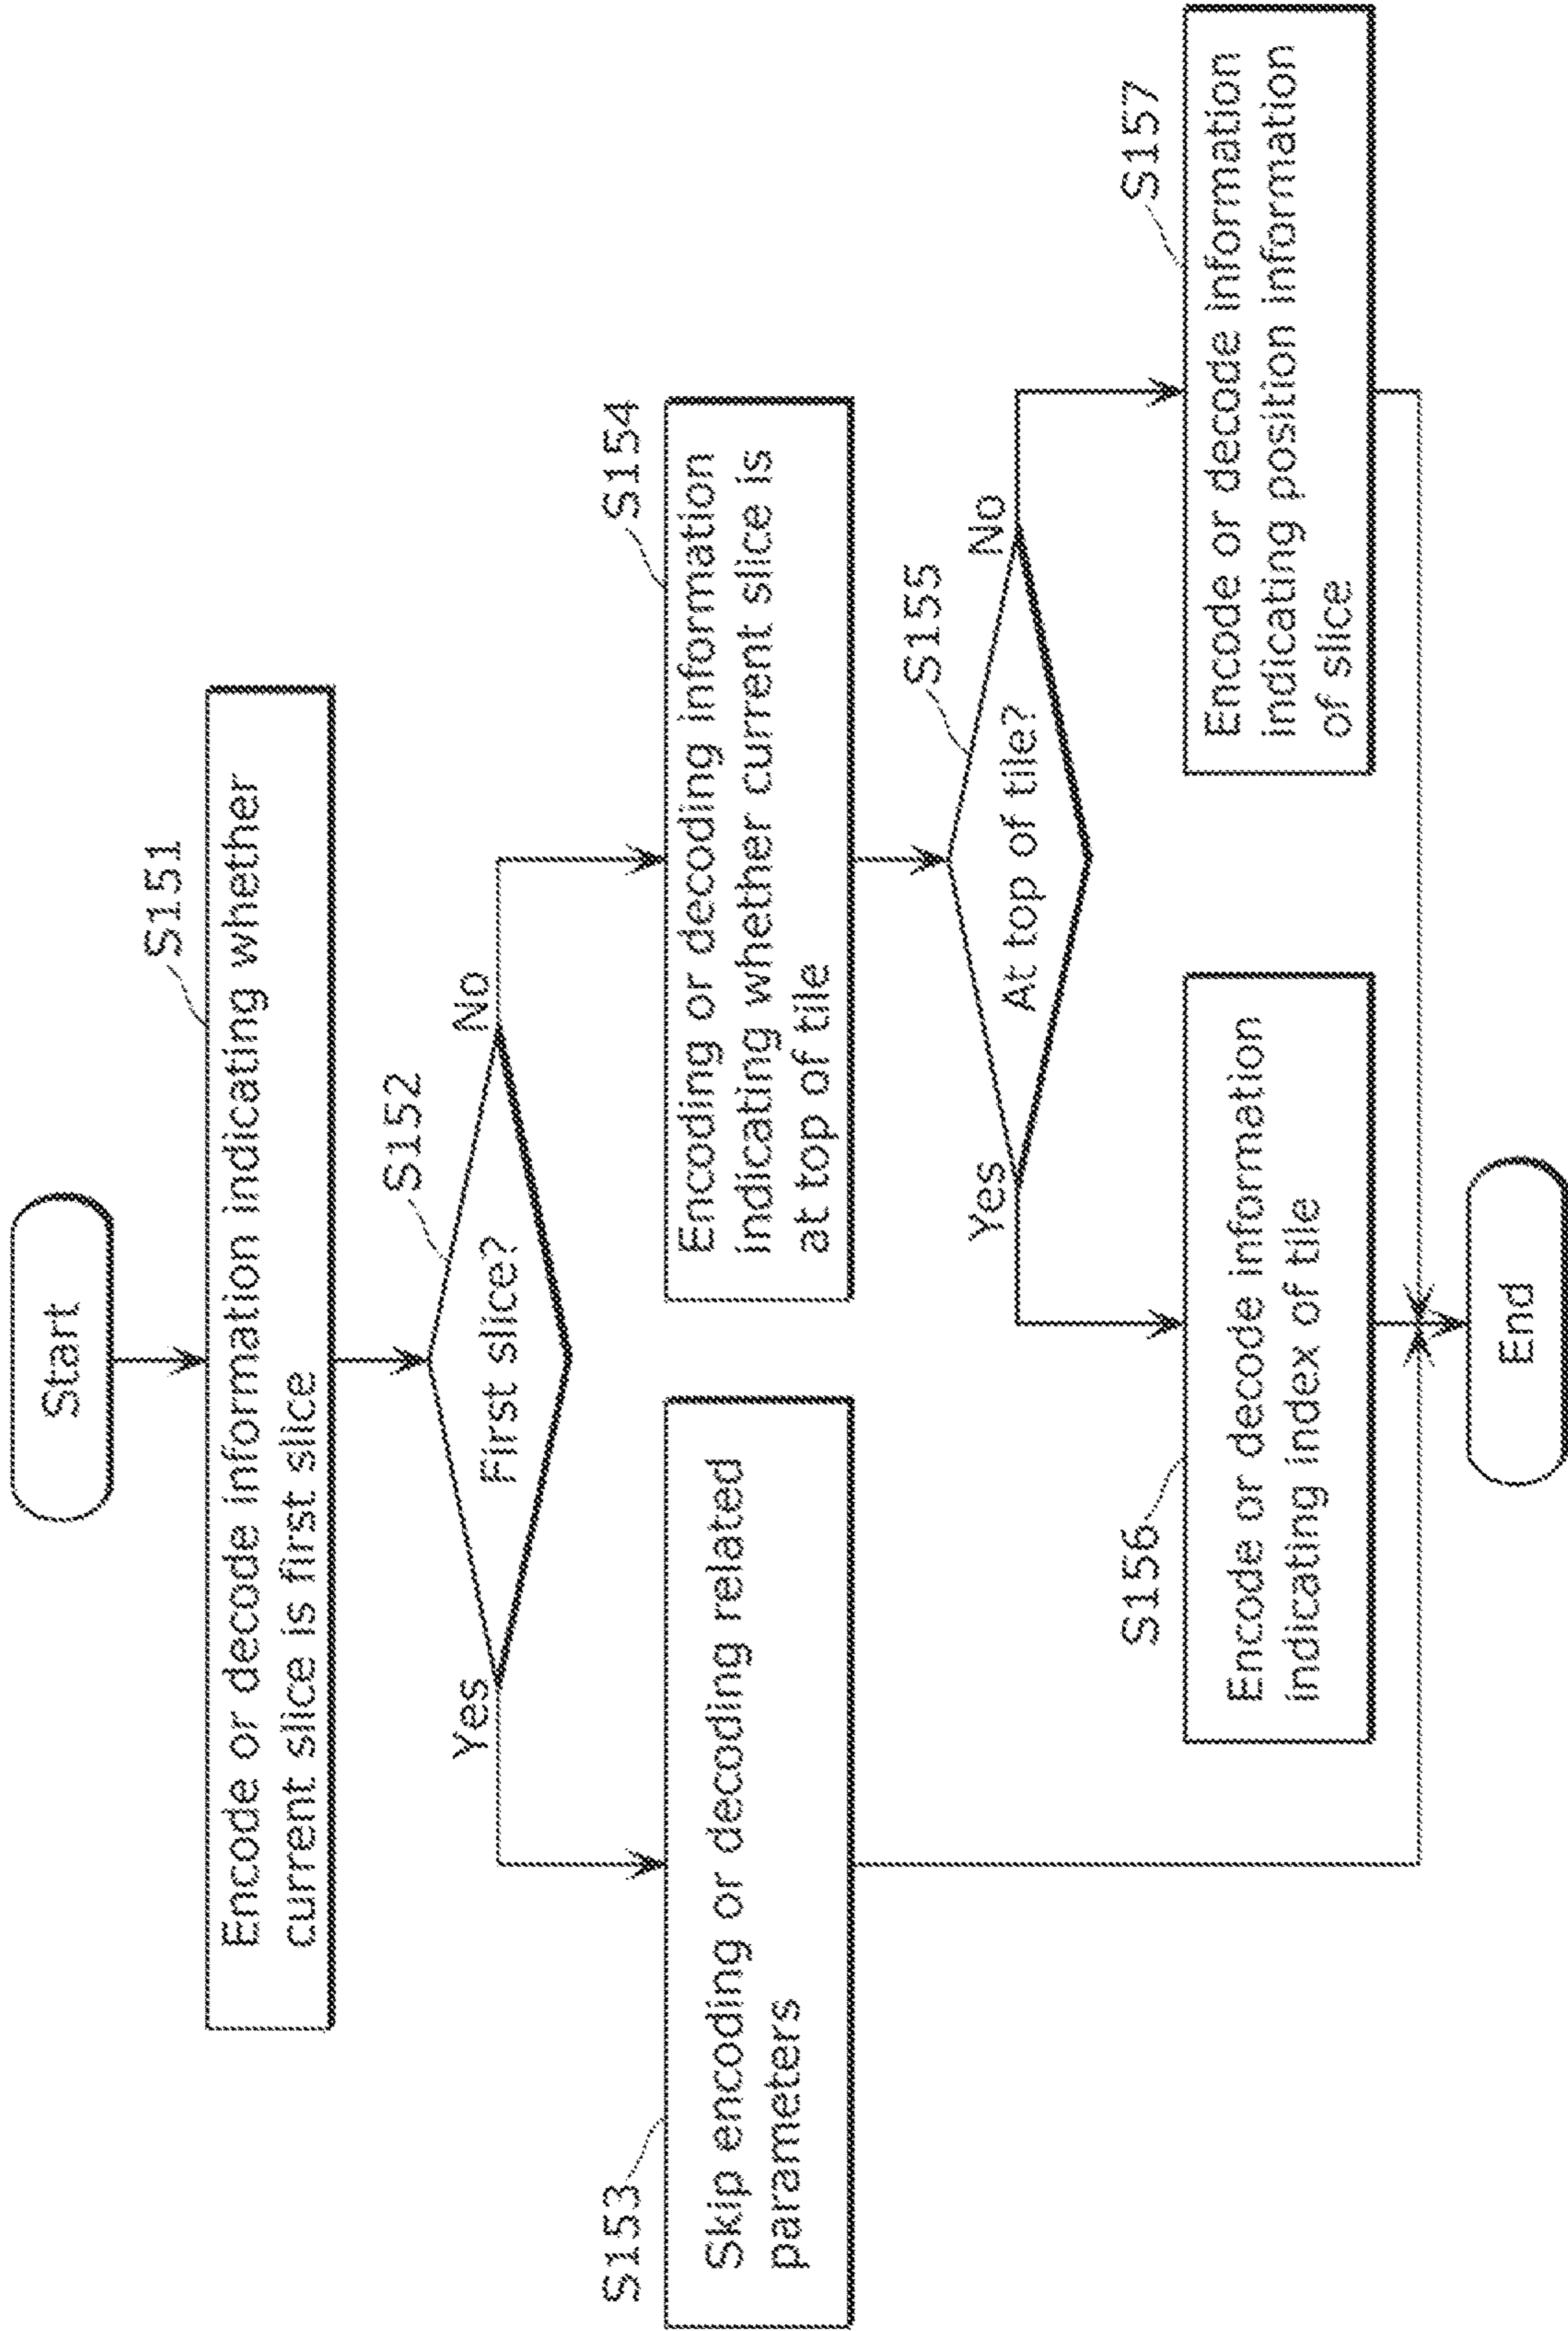 Start
S151
Encode or decode information indicating whether
current slice is first slice
S152
First slice?
Yes
No
S153
Skip encoding or decoding related
parameters
S154
Encoding or decoding information
indicating whether current slice is
at top of tile
S155
At top of tile?
Yes
No
S156
Encode or decode information
indicating index of tile
S157
Encode or decode information
indicating position information
of slice
End